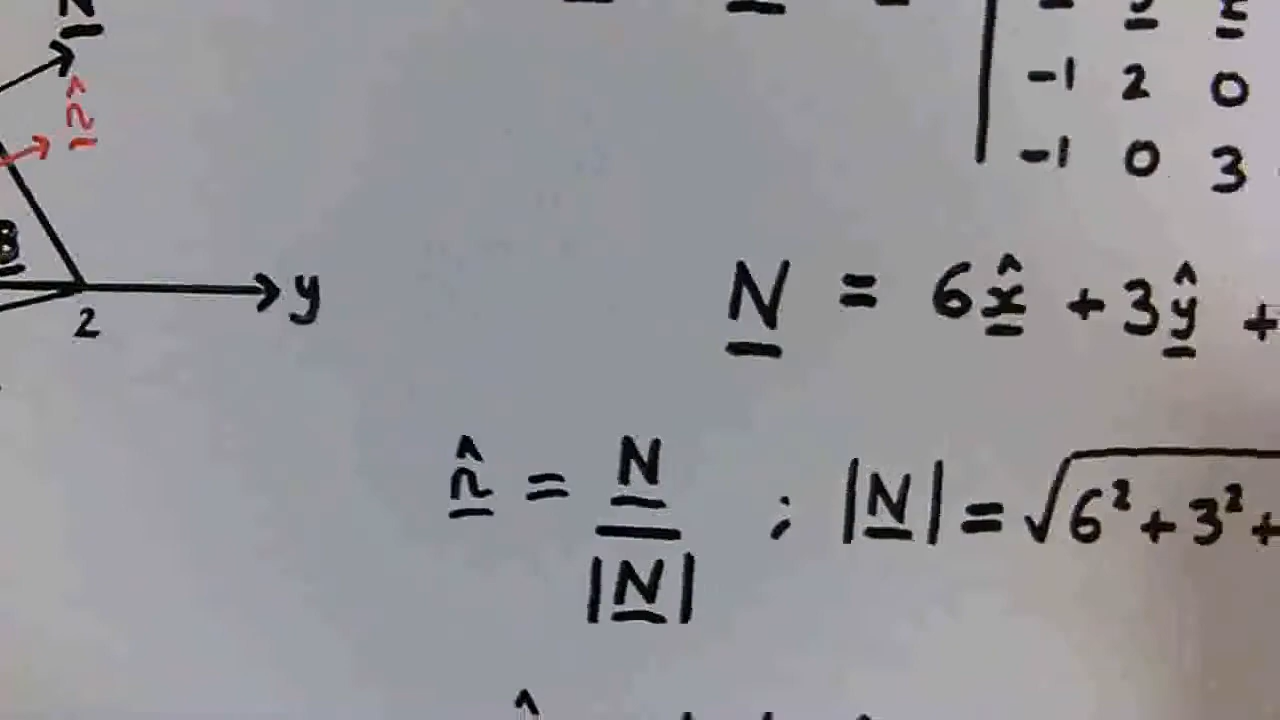 -1 2 0
-1 0 3
n̂
B
y
2
N = 6x̂ + 3ŷ +
n̂ = N / |N| ; |N| = √6² + 3² +